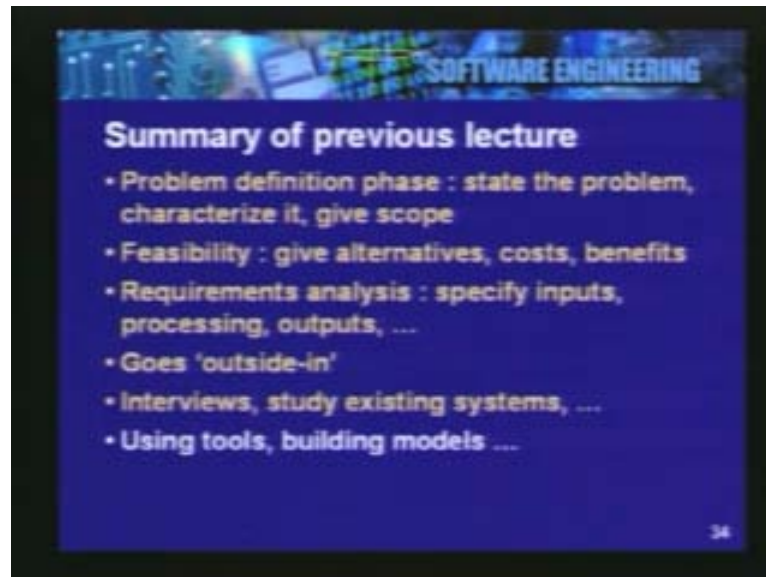 SOFTWARE ENGINEERING
Summary of previous lecture
• Problem definition phase : state the problem,
characterize it, give scope
• Feasibility : give alternatives, costs, benefits
• Requirements analysis : specify inputs,
processing, outputs, ...
• Goes 'outside-in'
• Interviews, study existing systems, ...
• Using tools, building models ...
34